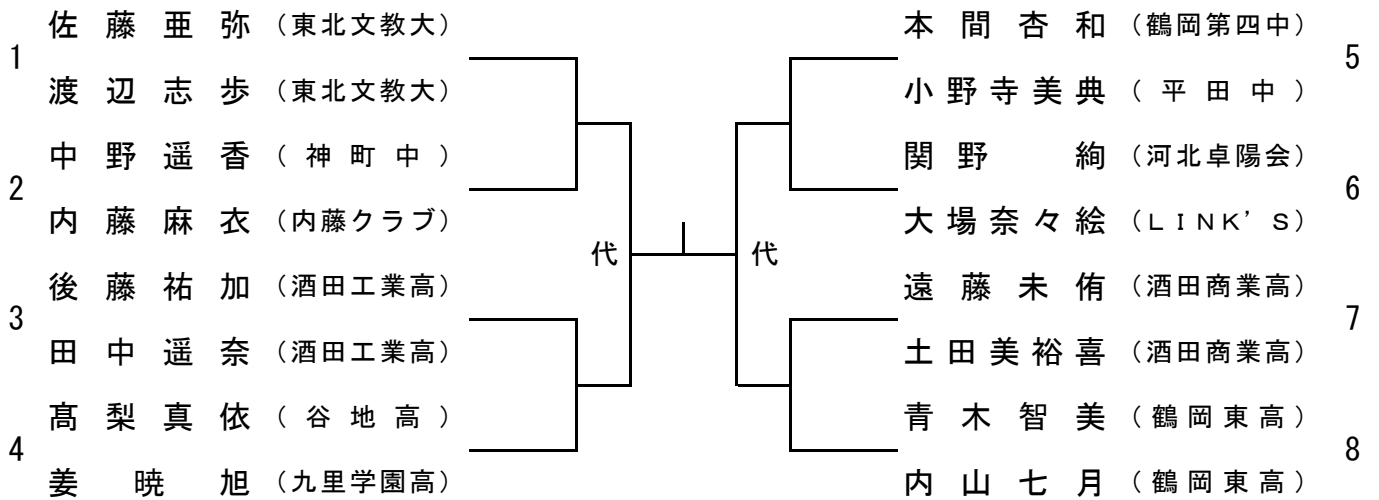 佐藤亜弥（東北文教大）
1
渡辺志歩（東北文教大）
中野遥香（神町中）
2
内藤麻衣（内藤クラブ）
後藤祐加（酒田工業高）
3
田中遥奈（酒田工業高）
髙梨真依（谷地高）
4
姜暁旭（九里学園高）
代
代
本間杏和（鶴岡第四中）
5
小野寺美典（平田中）
関野絢（河北卓陽会）
6
大場奈々絵（ＬＩＮＫ’Ｓ）
遠藤未侑（酒田商業高）
7
土田美裕喜（酒田商業高）
青木智美（鶴岡東高）
8
内山七月（鶴岡東高）